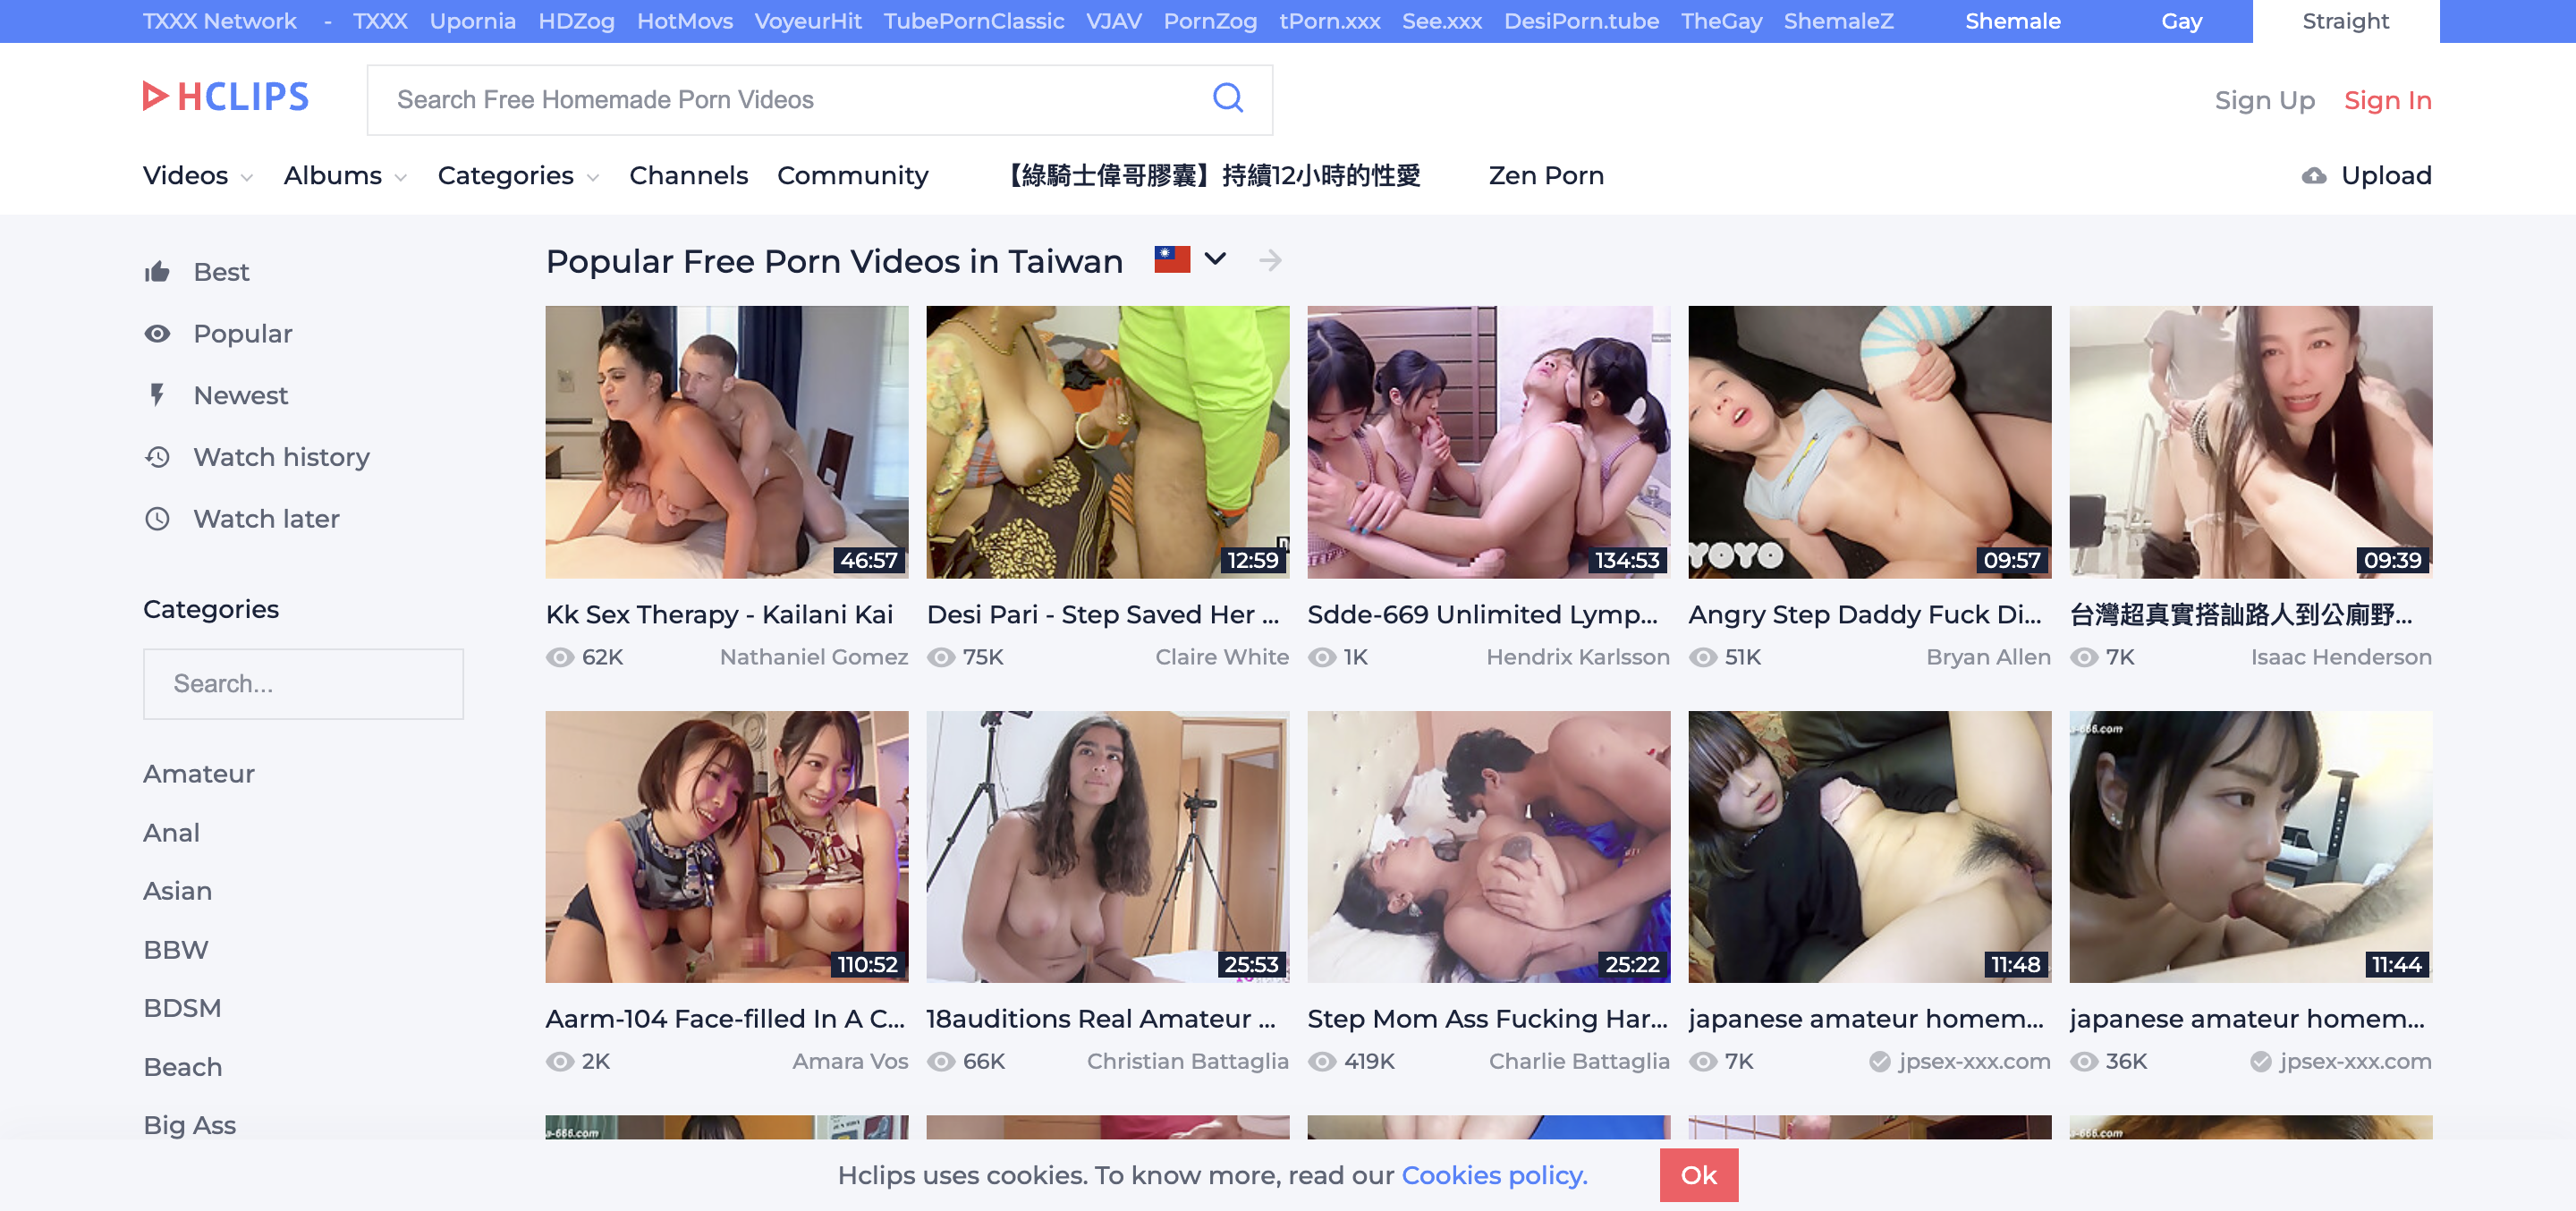 TXXX Network - TXXX Upornia HDZog HotMovs VoyeurHit TubePornClassic VJAV PornZog tPorn.xxx See.xxx DesiPorn.tube TheGay ShemaleZ Shemale Gay Straight
HCLIPS
Search Free Homemade Porn Videos
Sign Up Sign In
Videos Albums Categories Channels Community 【綠騎士偉哥膠囊】持續12小時的性愛 Zen Porn Upload
Best
Popular
Newest
Watch history
Watch later
Categories
Search...
Amateur
Anal
Asian
BBW
BDSM
Beach
Big Ass
Popular Free Porn Videos in Taiwan
46:57
12:59
134:53
YOYO
09:57
09:39
Kk Sex Therapy - Kailani Kai
62K Nathaniel Gomez
Desi Pari - Step Saved Her ...
75K Claire White
Sdde-669 Unlimited Lymp...
1K Hendrix Karlsson
Angry Step Daddy Fuck Di...
51K Bryan Allen
台灣超真實搭訕路人到公廁野...
7K Isaac Henderson
110:52
25:53
25:22
11:48
a-666.com
11:44
Aarm-104 Face-filled In A C...
2K Amara Vos
18auditions Real Amateur ...
66K Christian Battaglia
Step Mom Ass Fucking Har...
419K Charlie Battaglia
japanese amateur homem...
7K jpsex-xxx.com
japanese amateur homem...
36K jpsex-xxx.com
a-666.com
a-666.com
Hclips uses cookies. To know more, read our Cookies policy.
Ok